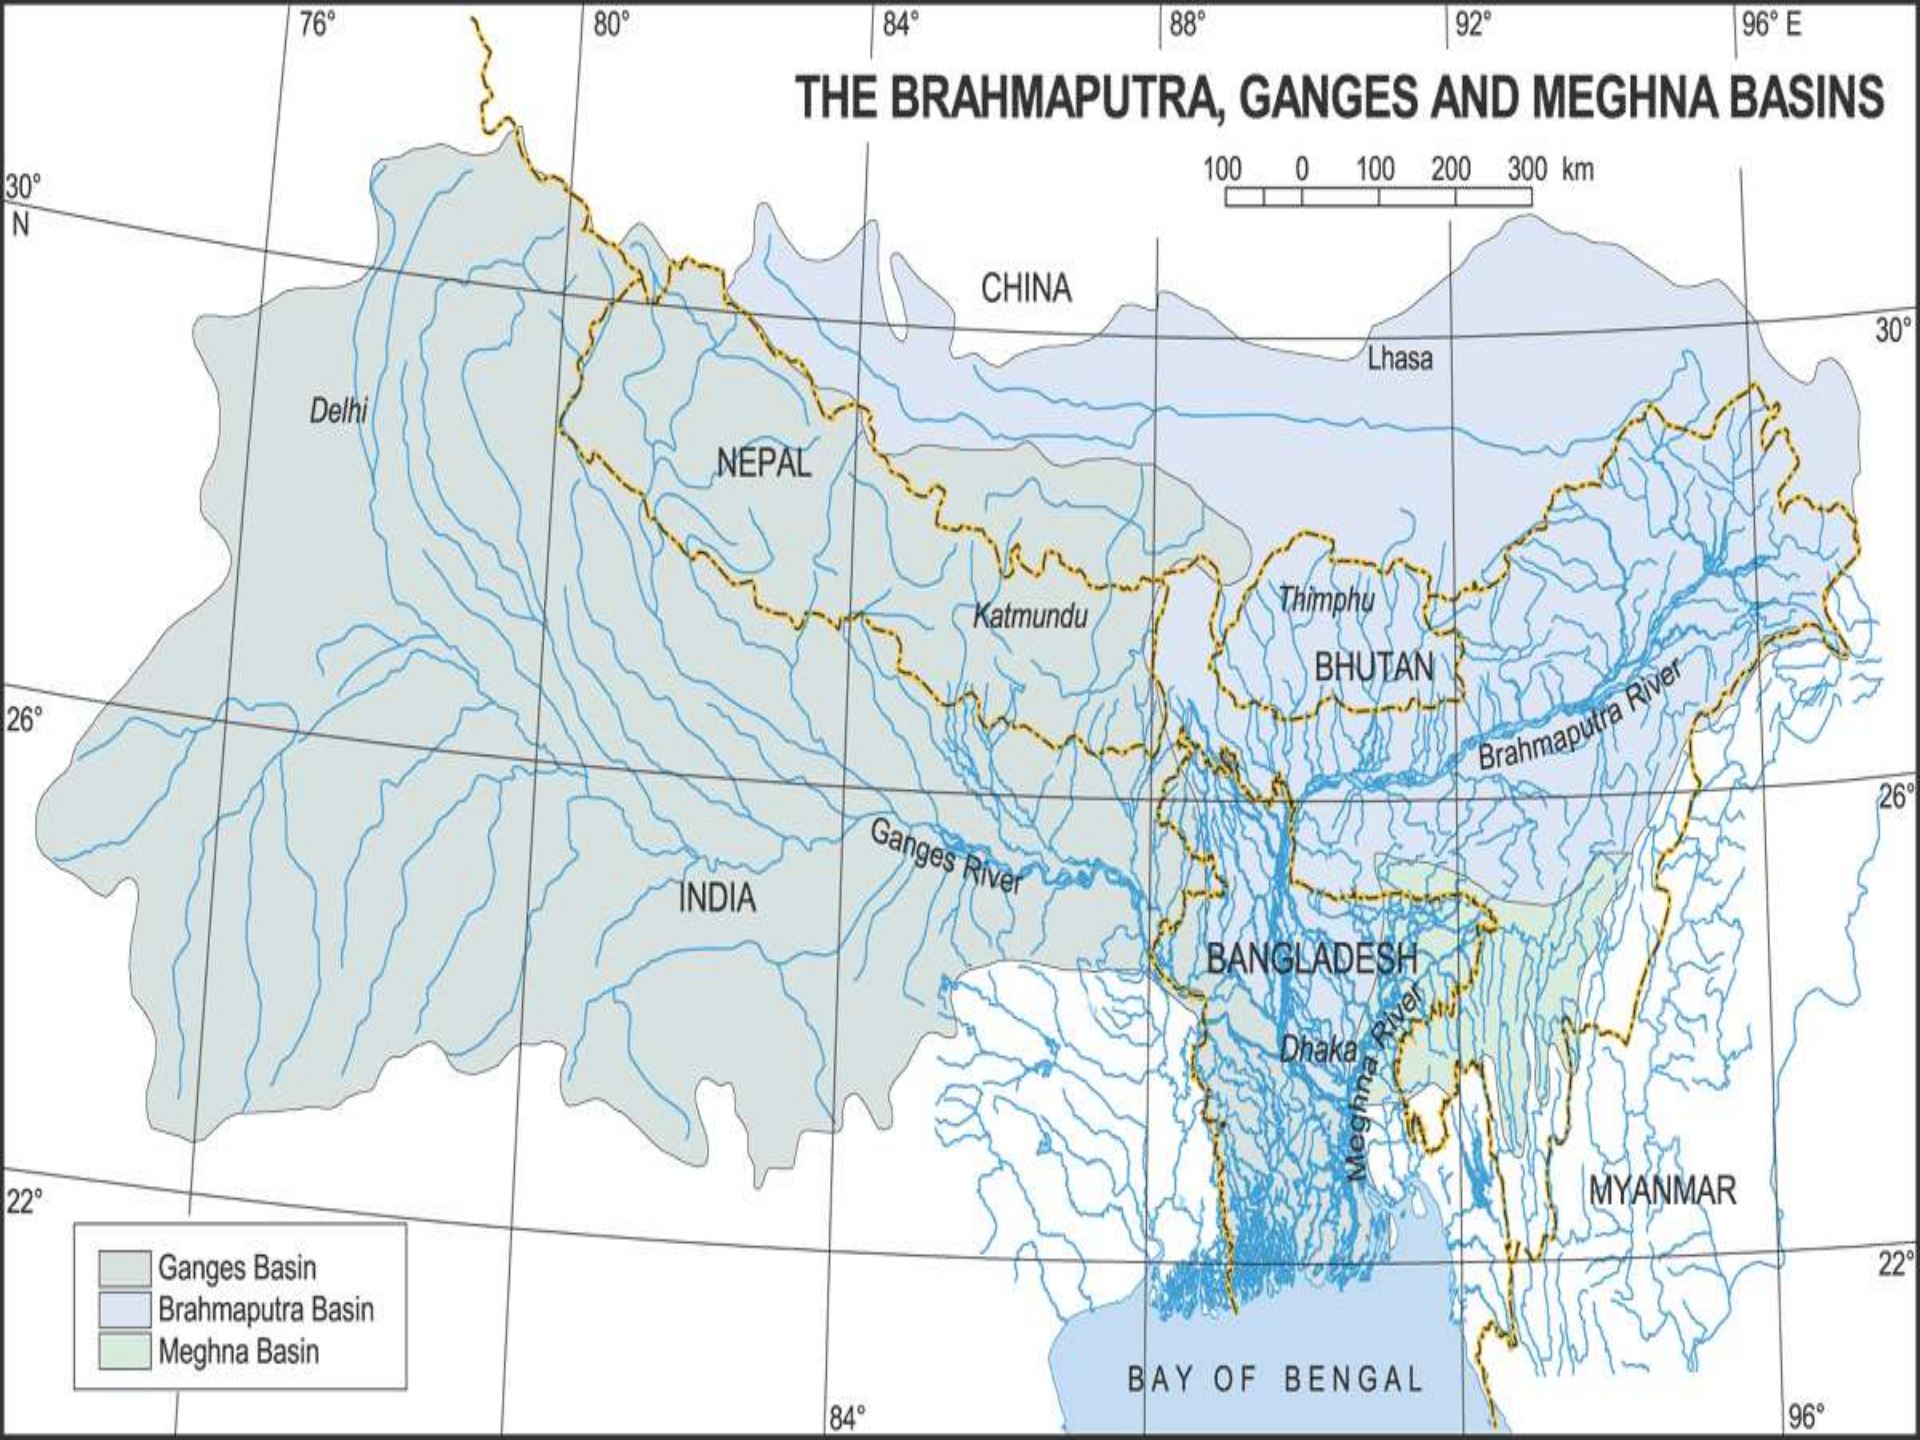 76°
80°
84°
88°
92°
96° E
THE BRAHMAPUTRA, GANGES AND MEGHNA BASINS
100 0 100 200 300 km
30°
N
CHINA
30°
Lhasa
Delhi
NEPAL
Katmundu
Thimphu
BHUTAN
26°
Brahmaputra River
26°
Ganges River
INDIA
BANGLADESH
Dhaka
Meghna River
MYANMAR
22°
22°
Ganges Basin
Brahmaputra Basin
Meghna Basin
BAY OF BENGAL
84°
96°